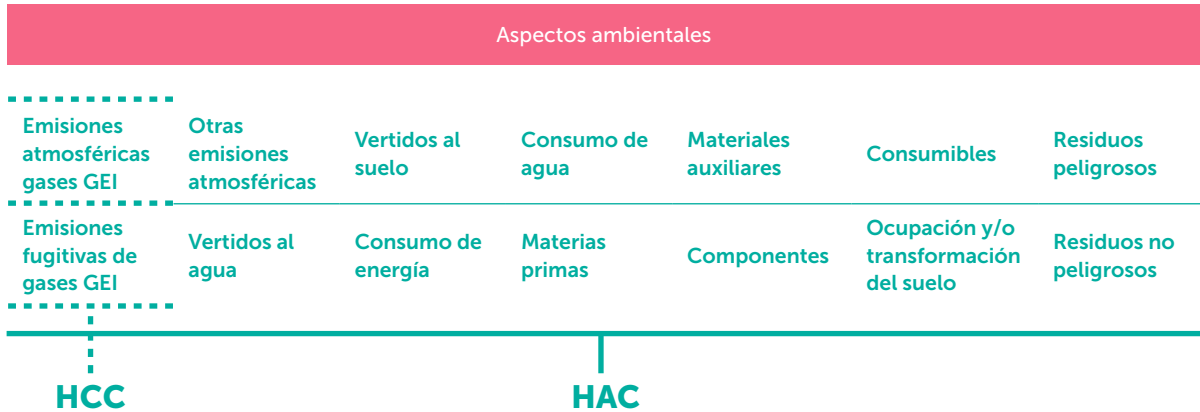 Aspectos ambientales
Emisiones
atmosféricas
gases GEI
Otras
emisiones
atmosféricas
Vertidos al
suelo
Consumo de
agua
Materiales
auxiliares
Consumibles
Residuos
peligrosos
Emisiones
fugitivas de
gases GEI
Vertidos al
agua
Consumo de
energía
Materias
primas
Componentes
Ocupación y/o
transformación
del suelo
Residuos no
peligrosos
HCC
HAC